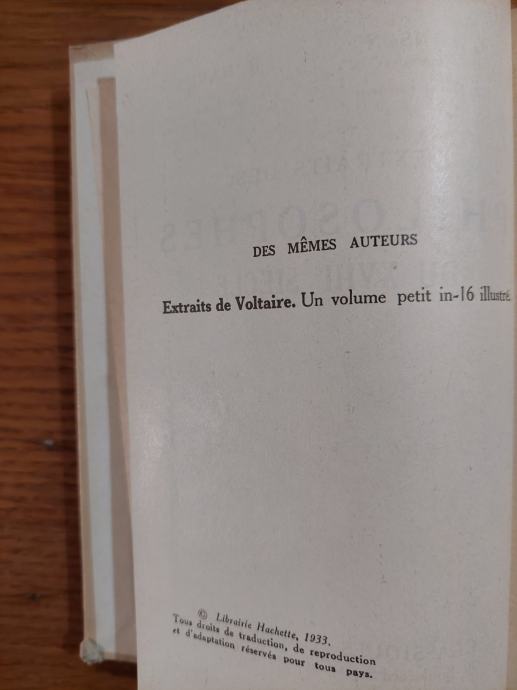 DES MÊMES AUTEURS
Extraits de Voltaire. Un volume petit in-16 illustré
© Librairie Hachette, 1933.
Tous droits de traduction, de reproduction
et d'adaptation réservés pour tous pays.